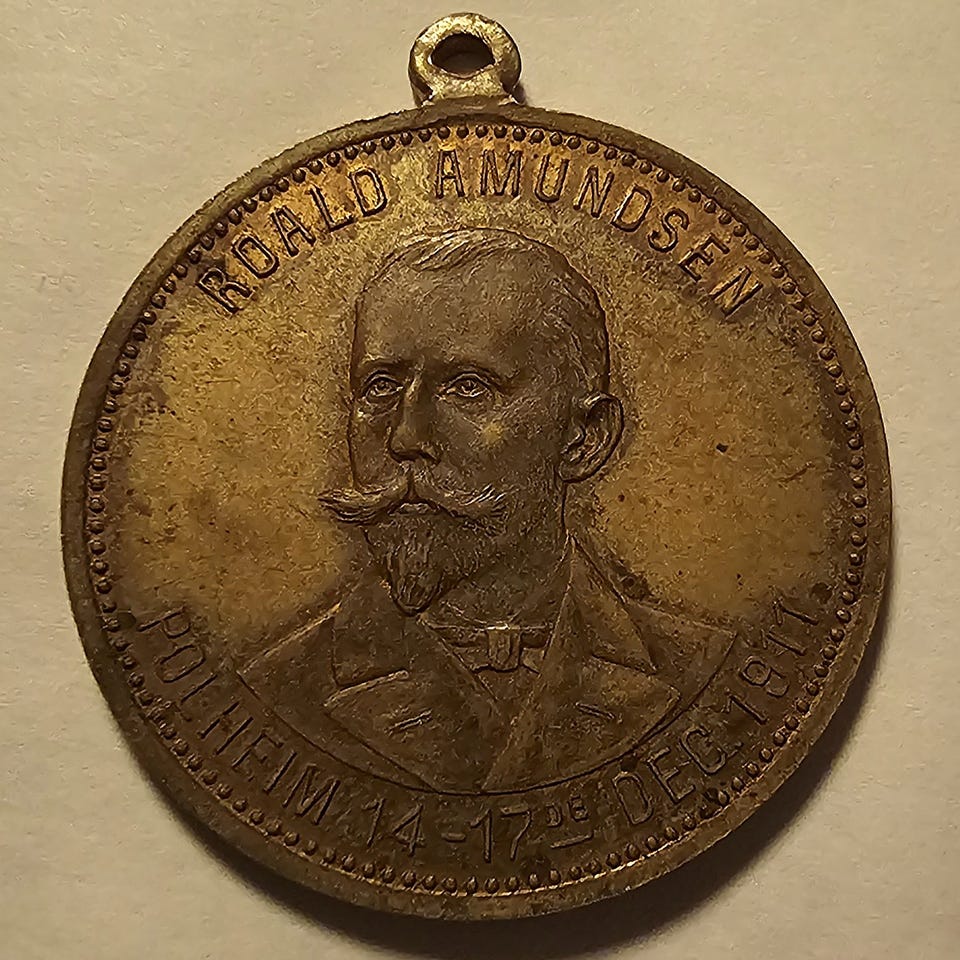 ROALD AMUNDSEN
POLHEIM 14-17DE DEC. 1911.